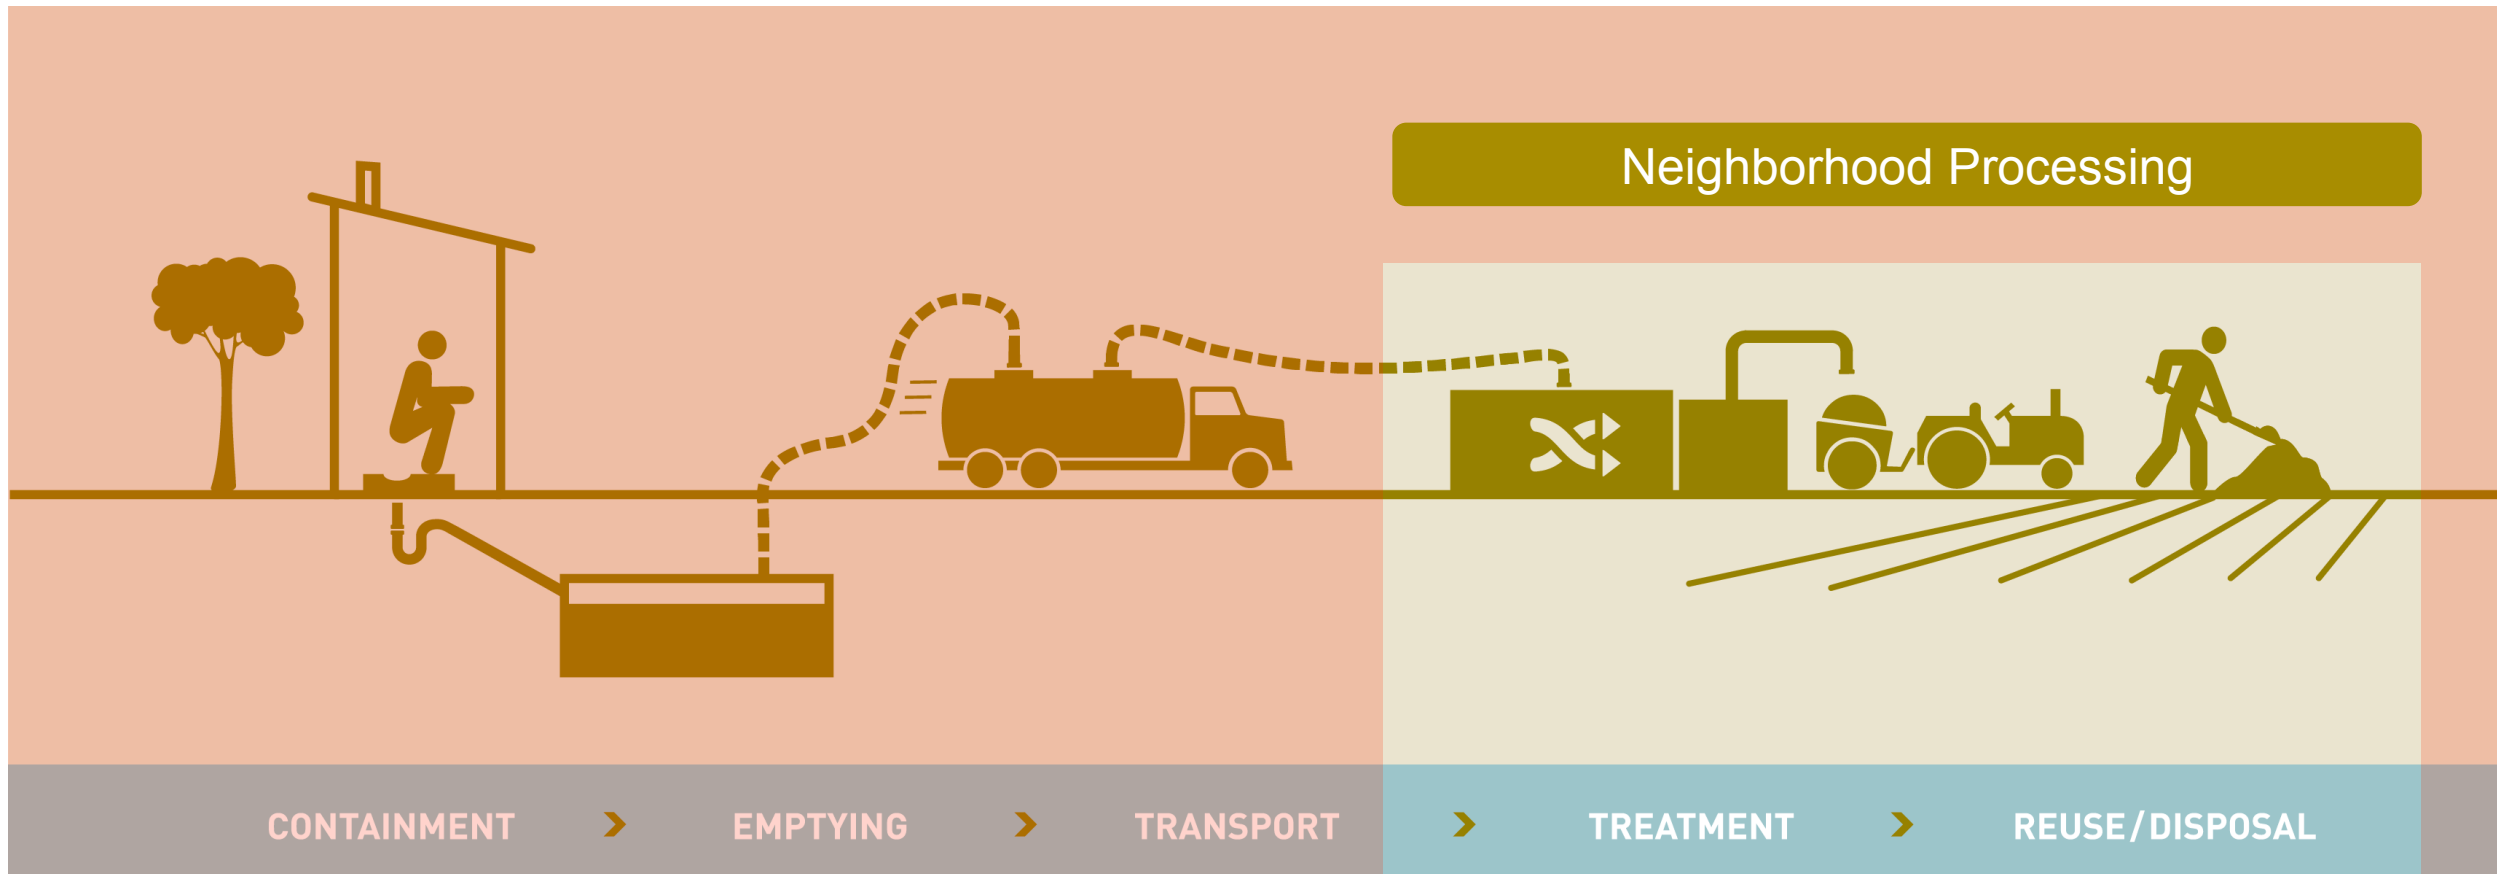 Neighborhood Processing
CONTAINMENT
EMPTYING
TRANSPORT
TREATMENT
REUSE/DISPOSAL